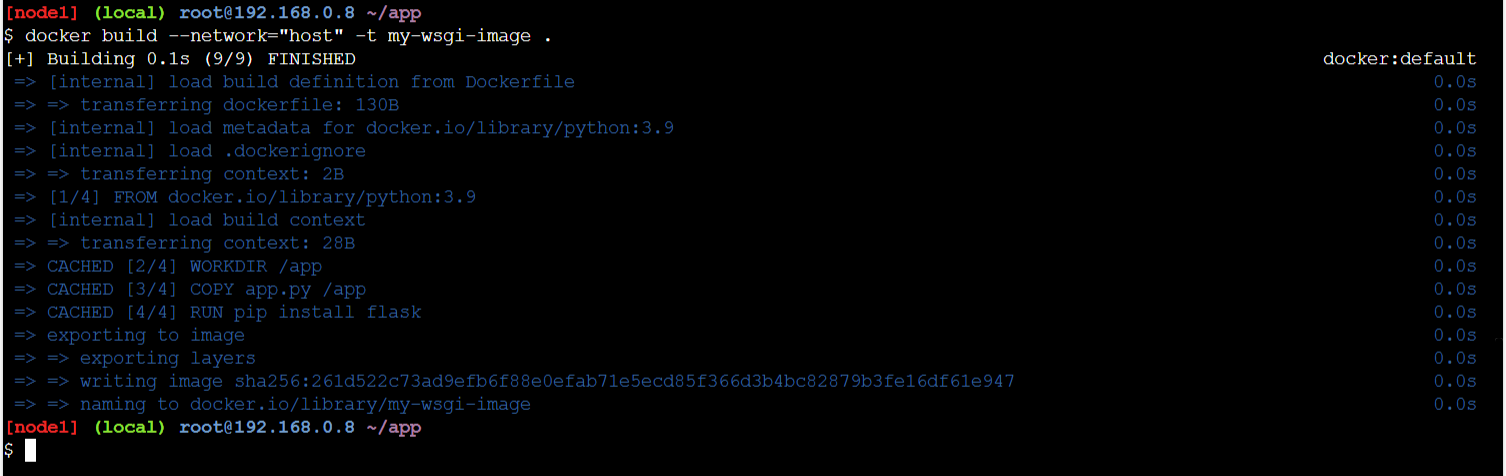 [node1] (local) root@192.168.0.8 ~/app
$ docker build --network="host" -t my-wsgi-image .
[+] Building 0.1s (9/9) FINISHED docker:default
=> [internal] load build definition from Dockerfile 0.0s
=> => transferring dockerfile: 130B 0.0s
=> [internal] load metadata for docker.io/library/python:3.9 0.0s
=> [internal] load .dockerignore 0.0s
=> => transferring context: 2B 0.0s
=> [1/4] FROM docker.io/library/python:3.9 0.0s
=> [internal] load build context 0.0s
=> => transferring context: 28B 0.0s
=> CACHED [2/4] WORKDIR /app 0.0s
=> CACHED [3/4] COPY app.py /app 0.0s
=> CACHED [4/4] RUN pip install flask 0.0s
=> exporting to image 0.0s
=> => exporting layers 0.0s
=> => writing image sha256:261d522c73ad9efb6f88e0efab71e5ecd85f366d3b4bc82879b3fe16df61e947 0.0s
=> => naming to docker.io/library/my-wsgi-image 0.0s
[node1] (local) root@192.168.0.8 ~/app
$